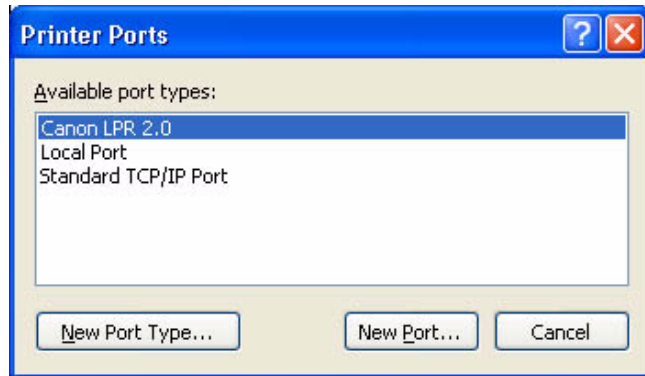 Printer Ports
Available port types:
Canon LPR 2.0
Local Port
Standard TCP/IP Port
New Port Type... New Port... Cancel